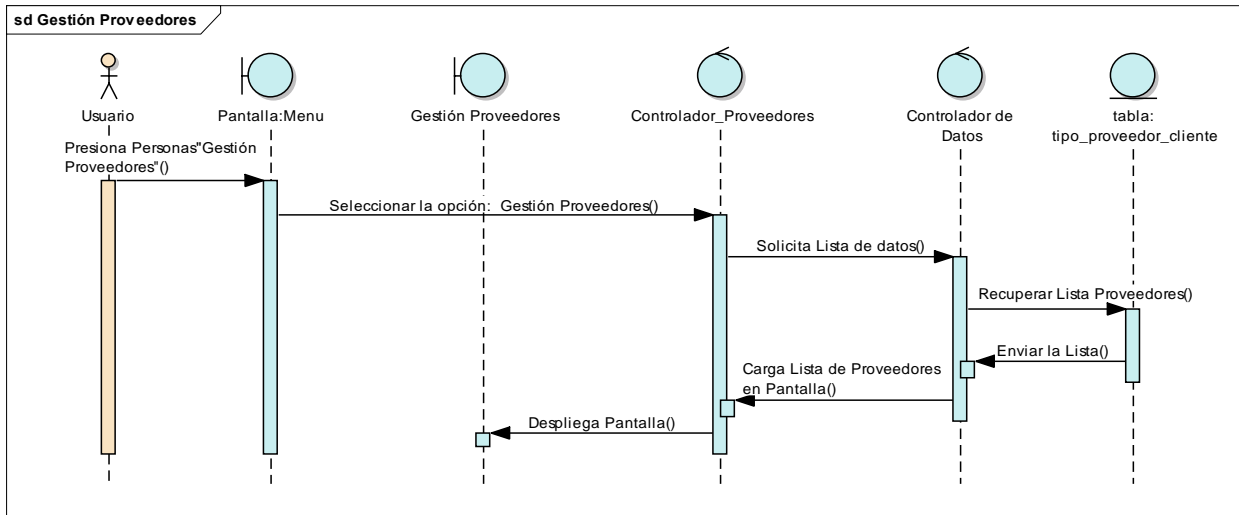 sd Gestión Proveedores
Usuario
Pantalla:Menu
Gestión Proveedores
Controlador_Proveedores
Controlador de
Datos
tabla:
tipo_proveedor_cliente
Presiona Personas"Gestión
Proveedores"()
Seleccionar la opción:  Gestión Proveedores()
Solicita Lista de datos()
Recuperar Lista Proveedores()
Enviar la Lista()
Carga Lista de Proveedores
en Pantalla()
Despliega Pantalla()